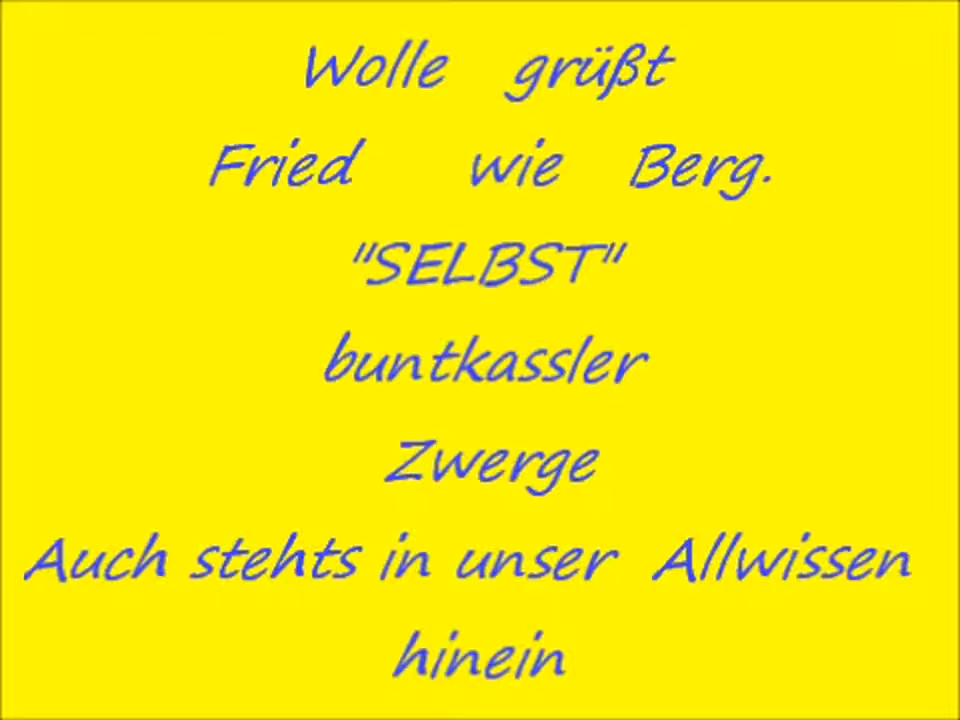 Wolle grüßt
Fried wie Berg.
"SELBST"
buntkassler
Zwerge
Auch stehts in unser Allwissen
hinein